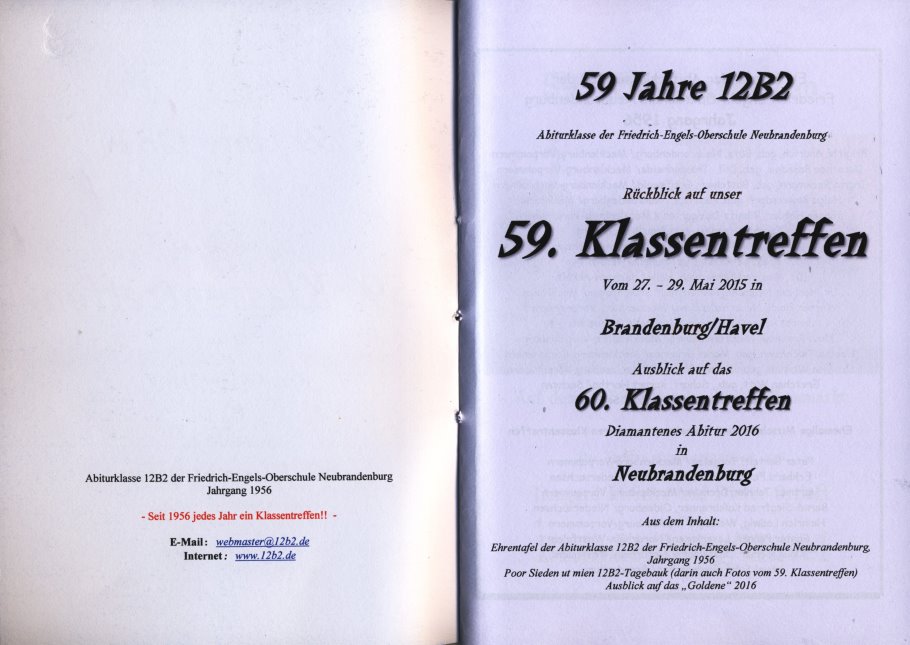 Abiturklasse 12B2 der Friedrich-Engels-Oberschule Neubrandenburg
Jahrgang 1956
- Seit 1956 jedes Jahr ein Klassentreffen!! -
E-Mail: webmaster@12b2.de
Internet: www.12b2.de
59 Jahre 12B2
Abiturklasse der Friedrich-Engels-Oberschule Neubrandenburg
Rückblick auf unser
59. Klassentreffen
Vom 27. - 29. Mai 2015 in
Brandenburg/Havel
Ausblick auf das
60. Klassentreffen
Diamantenes Abitur 2016
in
Neubrandenburg
Aus dem Inhalt:
Ehrentafel der Abiturklasse 12B2 der Friedrich-Engels-Oberschule Neubrandenburg,
Jahrgang 1956
Poor Sieden ut mien 12B2-Tagebauk (darin auch Fotos vom 59. Klassentreffen)
Ausblick auf das „Goldene" 2016